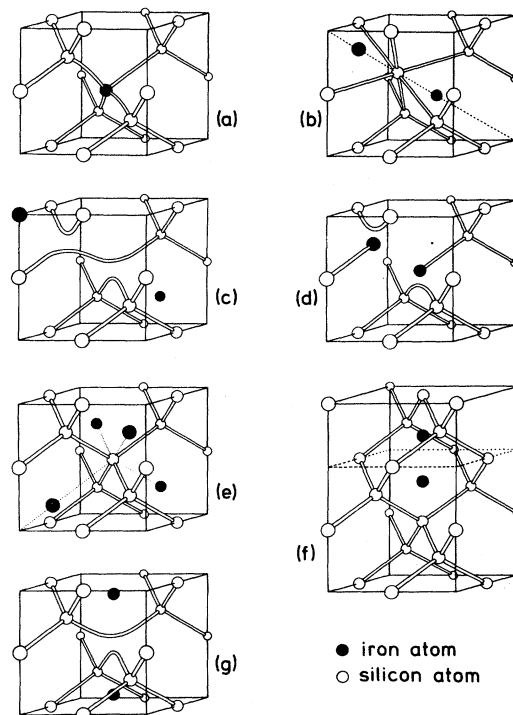 (a)
(b)
(c)
(d)
(e)
(f)
(g)
iron atom
silicon atom